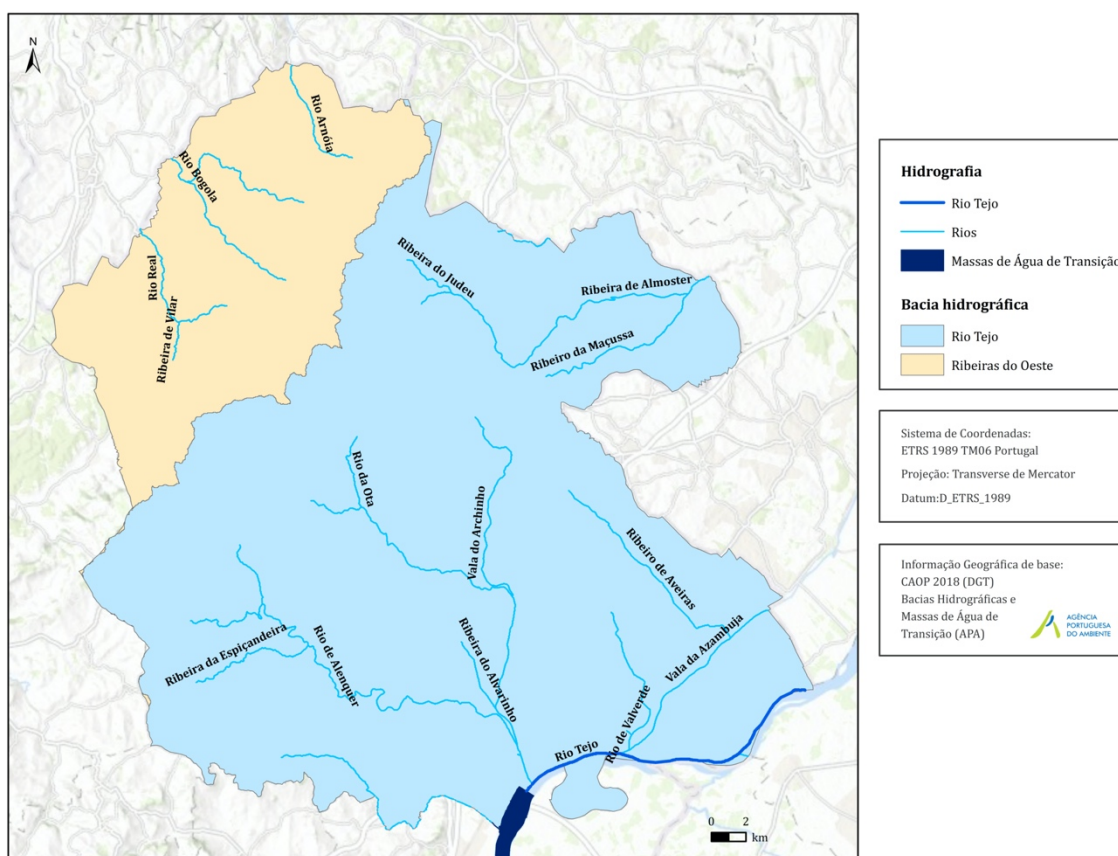 N
Rio Arnóia
Rio Bogola
Rio Real
Ribeira de Vilar
Ribeira do Judeu
Ribeira de Almoster
Ribeiro da Maçussa
Rio da Ota
Vala do Archinho
Ribeiro de Aveiras
Ribeira da Espiçandeira
Rio de Alenquer
Ribeira do Alvarinho
Vala da Azambuja
Rio de Valverde
Rio Tejo
0 2
km
Hidrografia
Rio Tejo
Rios
Massas de Água de Transição
Bacia hidrográfica
Rio Tejo
Ribeiras do Oeste
Sistema de Coordenadas:
ETRS 1989 TM06 Portugal
Projeção: Transverse de Mercator
Datum:D_ETRS_1989
Informação Geográfica de base:
CAOP 2018 (DGT)
Bacias Hidrográficas e
Massas de Água de
Transição (APA)
AGÊNCIA
PORTUGUESA
DO AMBIENTE